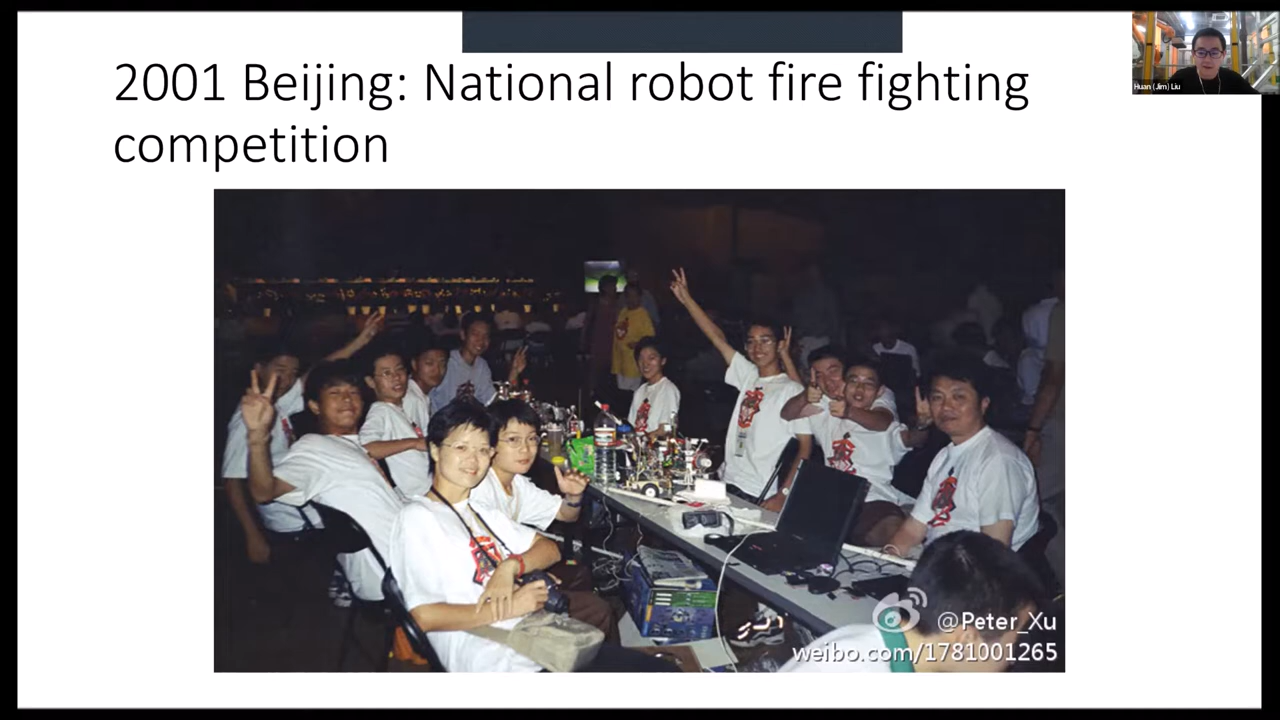 2001 Beijing: National robot fire fighting
competition
Huan (Jim) Liu
@Peter_Xu
weibo.com/1781001265